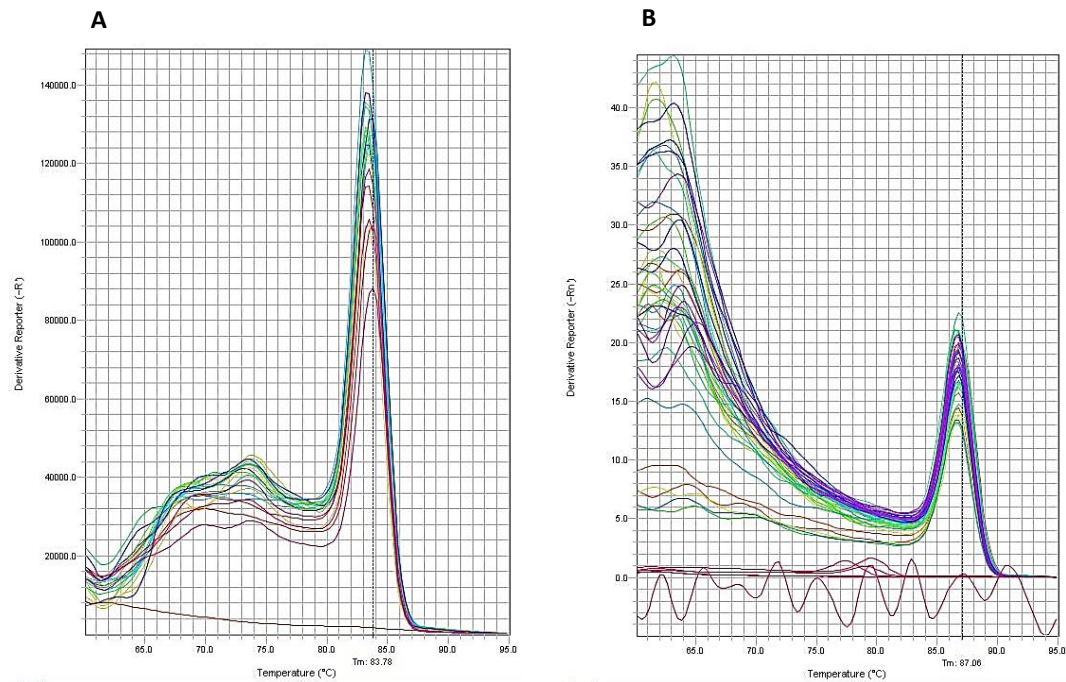 A
140000.0
120000.0
100000.0
80000.0
60000.0
40000.0
20000.0
Derivative Reporter (-R')
65.0 70.0 75.0 80.0 85.0 90.0 95.0
Tm: 83.78
Temperature (°C)
B
40.0
35.0
30.0
25.0
20.0
15.0
10.0
5.0
0.0
Derivative Reporter (-Rn')
65.0 70.0 75.0 80.0 85.0 90.0 95.0
Tm: 87.06
Temperature (°C)